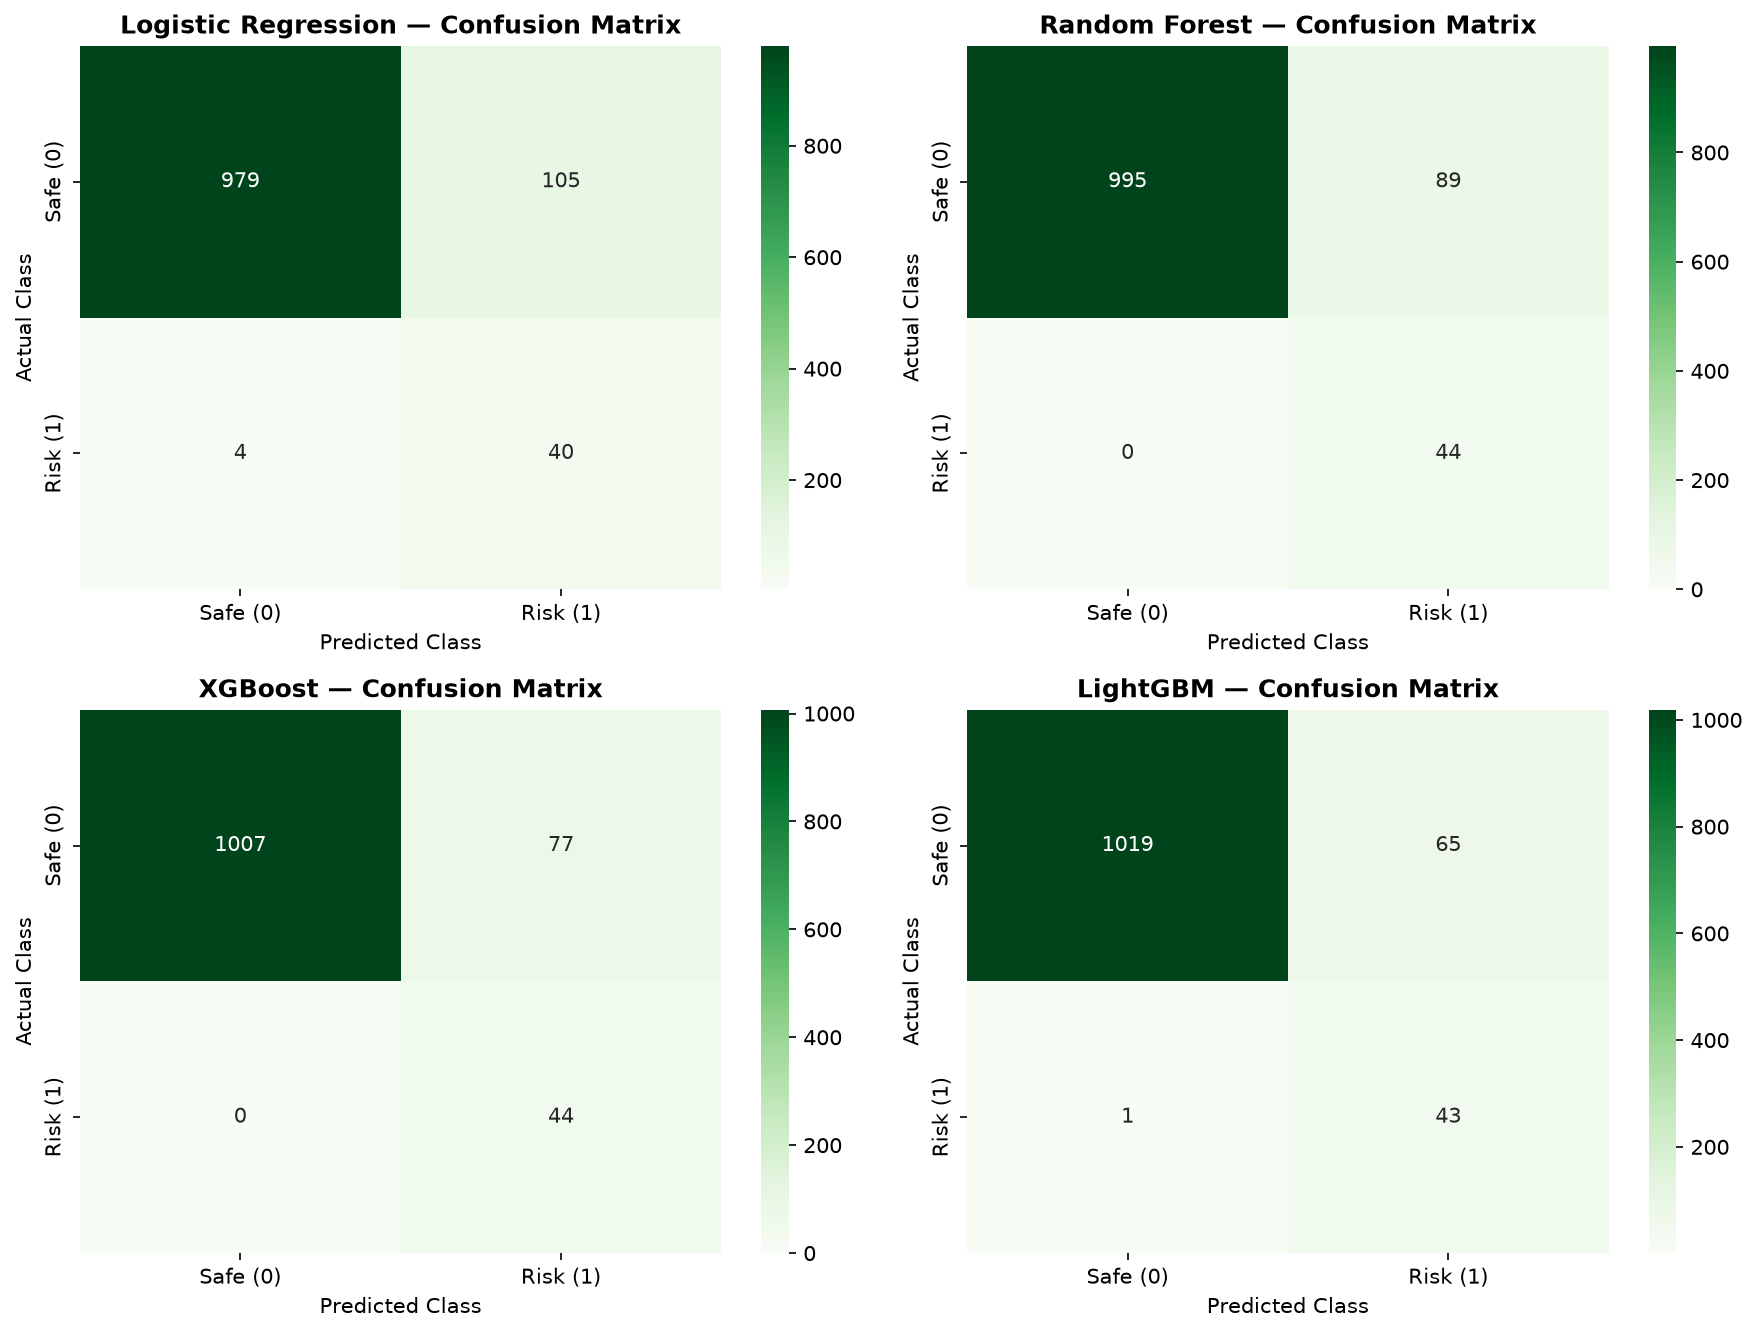 Logistic Regression — Confusion Matrix
Safe (0)
Risk (1)
Actual Class
979
105
4
40
Safe (0)
Risk (1)
Predicted Class
800
600
400
200
Random Forest — Confusion Matrix
Safe (0)
Risk (1)
Actual Class
995
89
0
44
Safe (0)
Risk (1)
Predicted Class
800
600
400
200
0
XGBoost — Confusion Matrix
Safe (0)
Risk (1)
Actual Class
1007
77
0
44
Safe (0)
Risk (1)
Predicted Class
1000
800
600
400
200
0
LightGBM — Confusion Matrix
Safe (0)
Risk (1)
Actual Class
1019
65
1
43
Safe (0)
Risk (1)
Predicted Class
1000
800
600
400
200